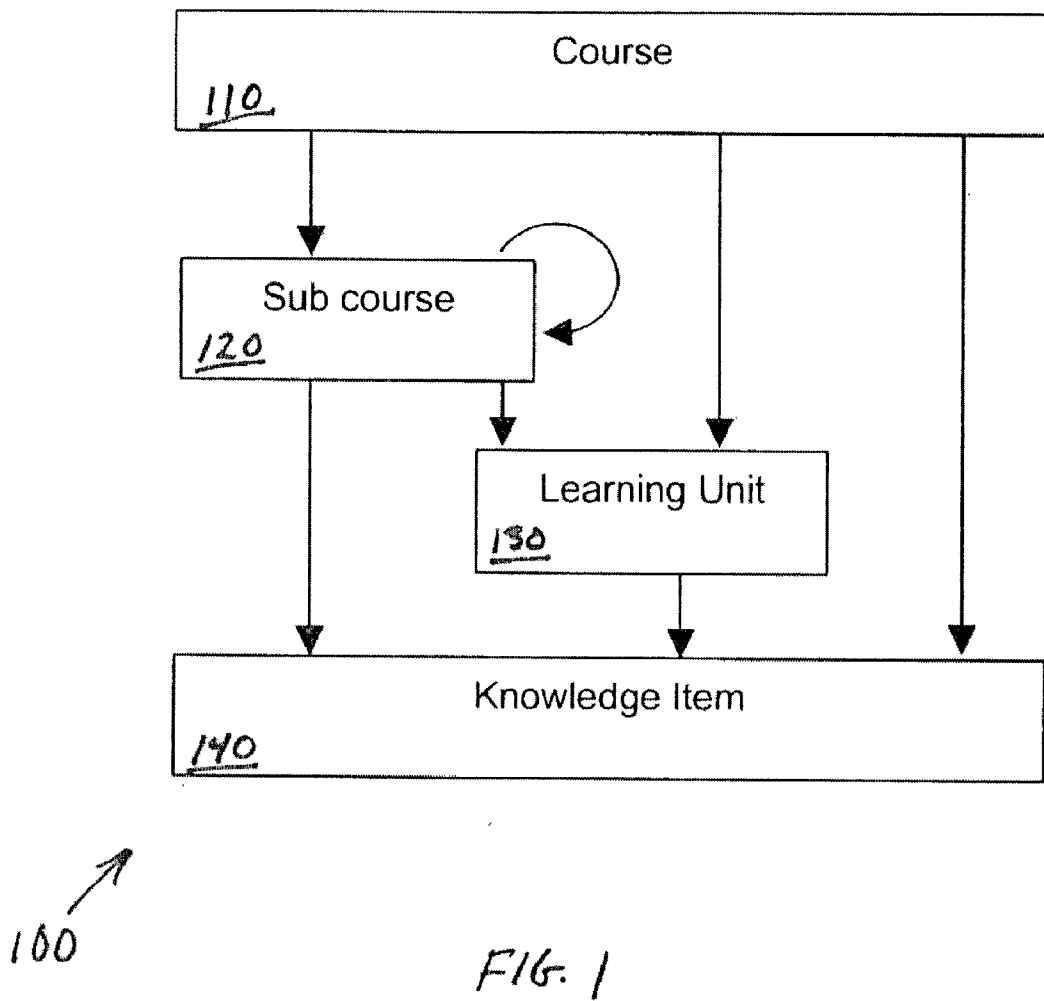 Course
110
Sub course
120
Learning Unit
130
Knowledge Item
140
100
FIG. 1